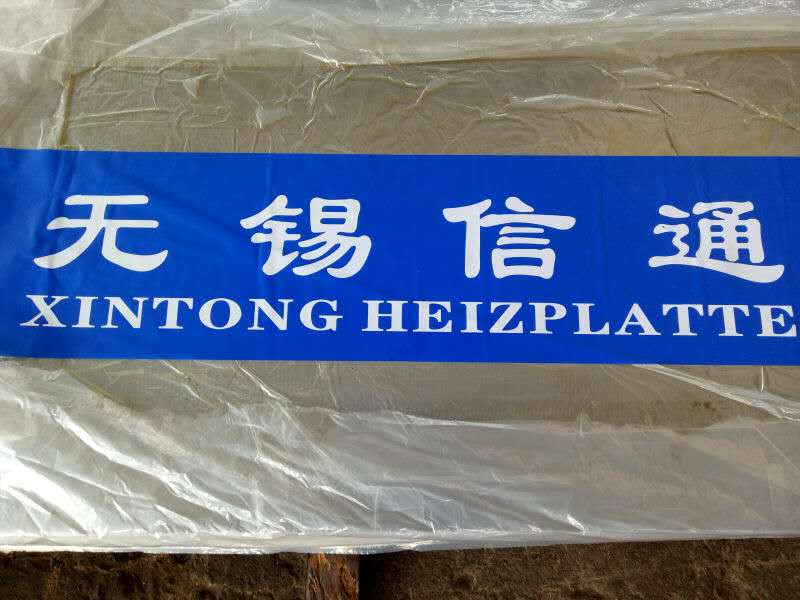 无锡信通
XINTONG HEIZPLATTE